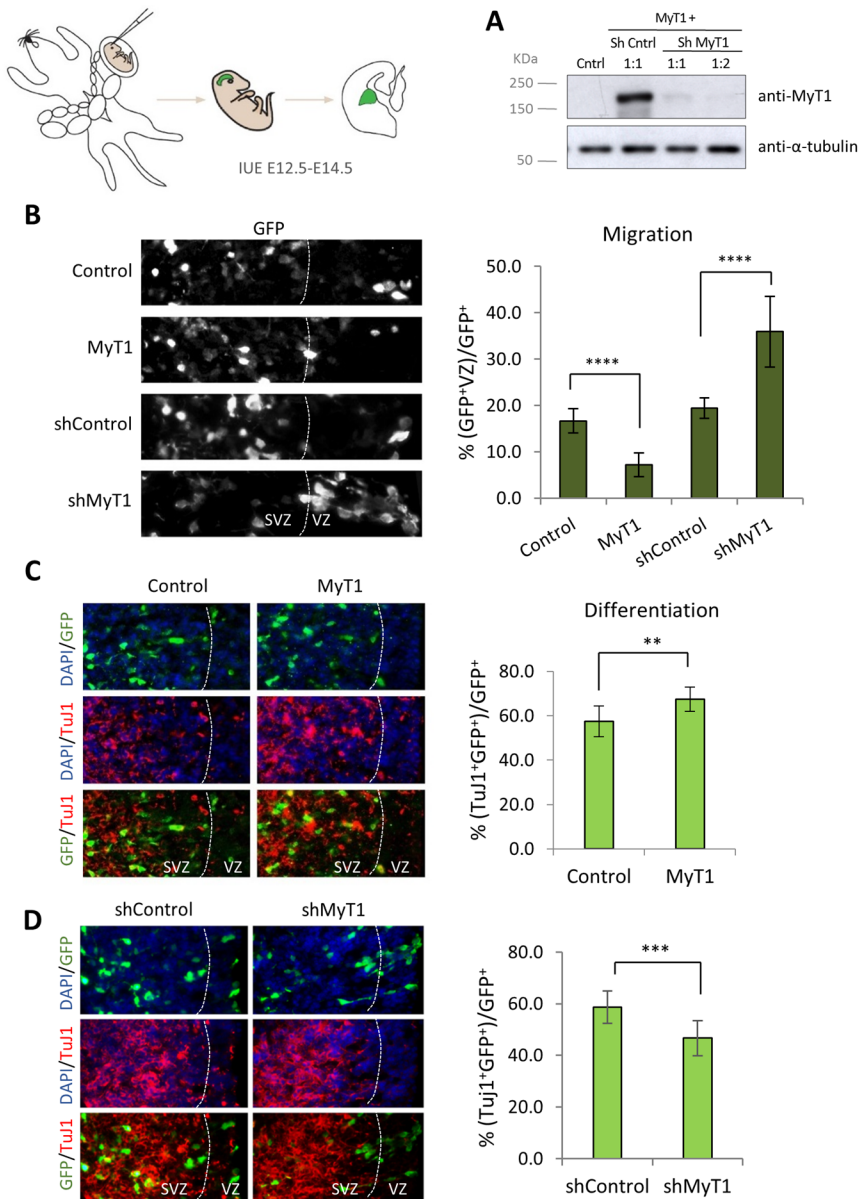 IUE E12.5-E14.5
A
MyT1 +
Sh Cntrl Sh MyT1
KDa Cntrl 1:1 1:1 1:2
250
150
anti-MyT1
50
anti-α-tubulin
B
GFP
Control
MyT1
shControl
shMyT1
SVZ VZ
Migration
% (GFP⁺VZ)/GFP⁺
50.0
40.0
30.0
20.0
10.0
0.0
****
****
Control MyT1 shControl shMyT1
C
Control MyT1
DAPI/GFP
DAPI/TuJ1
GFP/TuJ1
SVZ VZ SVZ VZ
Differentiation
% (TuJ1⁺GFP⁺)/GFP⁺
80.0
60.0
40.0
20.0
0.0
**
Control MyT1
D
shControl shMyT1
DAPI/GFP
DAPI/TuJ1
GFP/TuJ1
SVZ VZ SVZ VZ
% (Tuj1⁺GFP⁺)/GFP⁺
80.0
60.0
40.0
20.0
0.0
***
shControl shMyT1